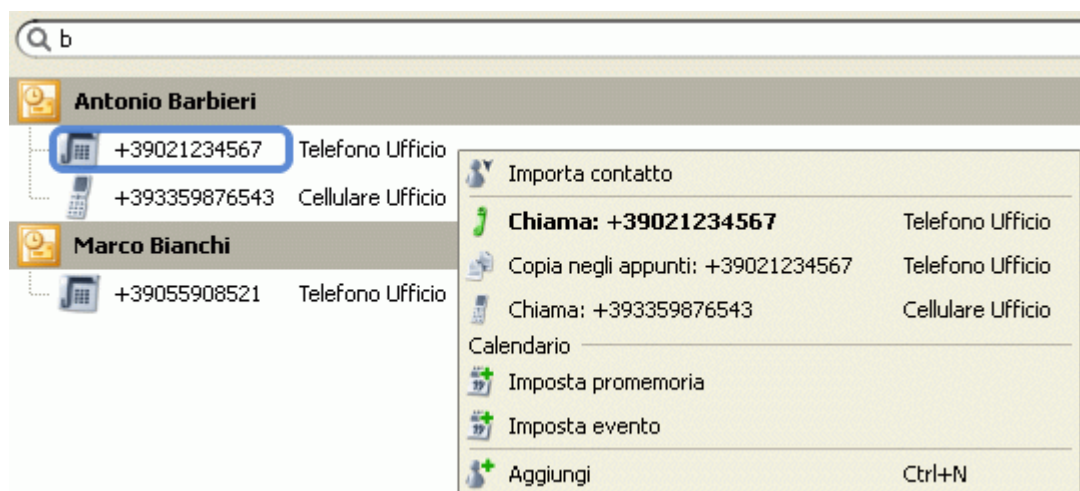 b
Antonio Barbieri
+39021234567 Telefono Ufficio
+393359876543 Cellulare Ufficio
Marco Bianchi
+39055908521 Telefono Ufficio
Importa contatto
Chiama: +39021234567 Telefono Ufficio
Copia negli appunti: +39021234567 Telefono Ufficio
Chiama: +393359876543 Cellulare Ufficio
Calendario
Imposta promemoria
Imposta evento
Aggiungi Ctrl+N